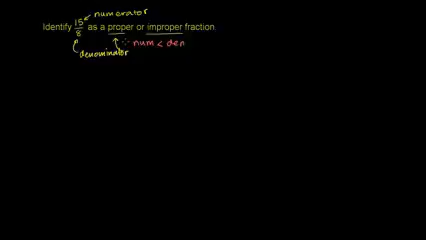 numerator
Identify 15/8 as a proper or improper fraction.
denominator
num < den